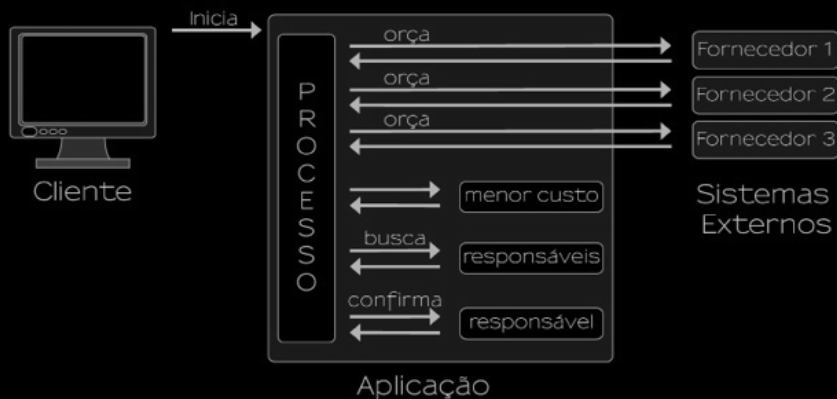 Inicia
orça
Fornecedor 1
orça
Fornecedor 2
orça
Fornecedor 3
PROCESSO
Cliente
menor custo
Sistemas
Externos
busca
responsáveis
confirma
responsável
Aplicação